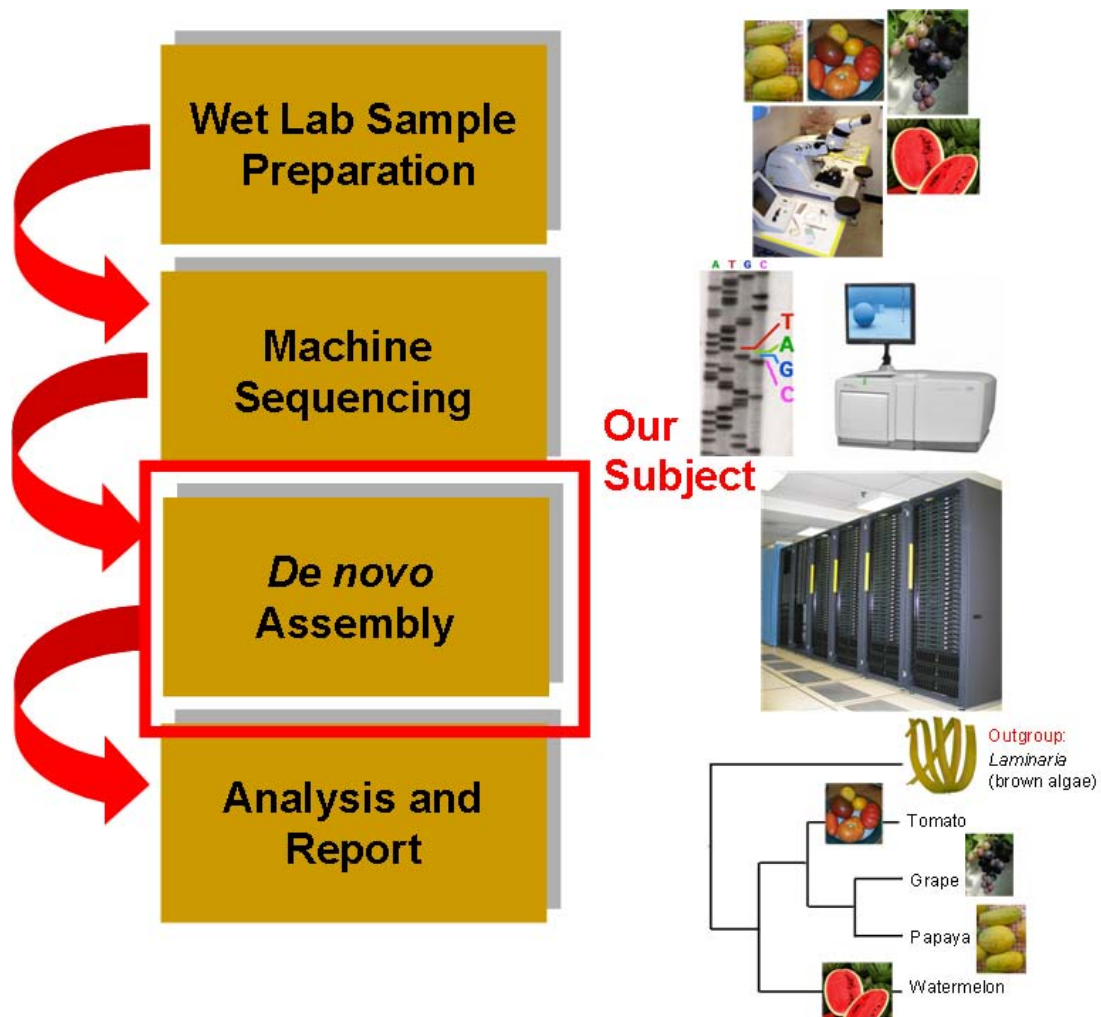 Wet Lab Sample
Preparation
Machine
Sequencing
De novo
Assembly
Analysis and
Report
Our
Subject
A T G C
T
A
G
C
Outgroup:
Laminaria
(brown algae)
Tomato
Grape
Papaya
Watermelon